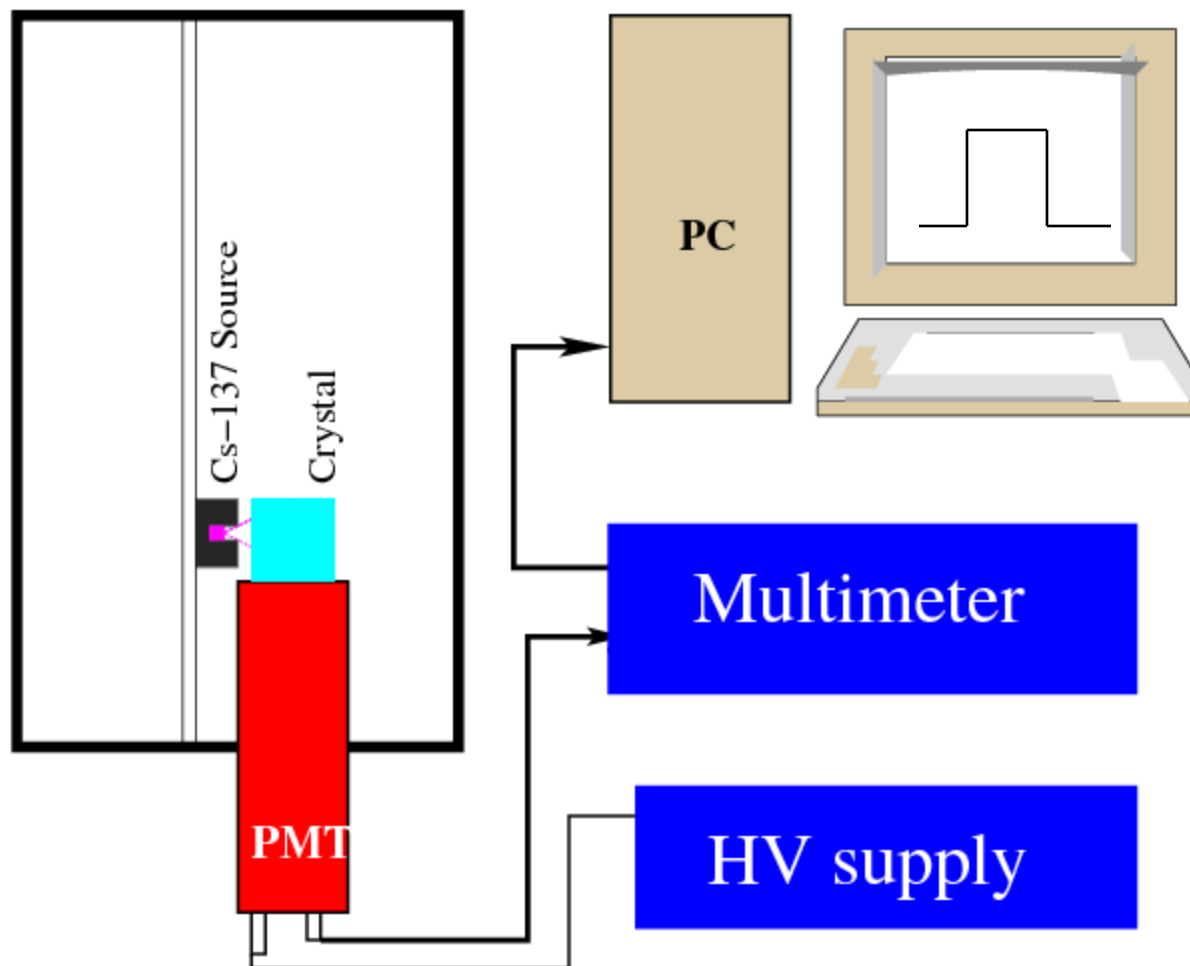 PC
Cs−137 Source
Crystal
Multimeter
PMT
HV supply